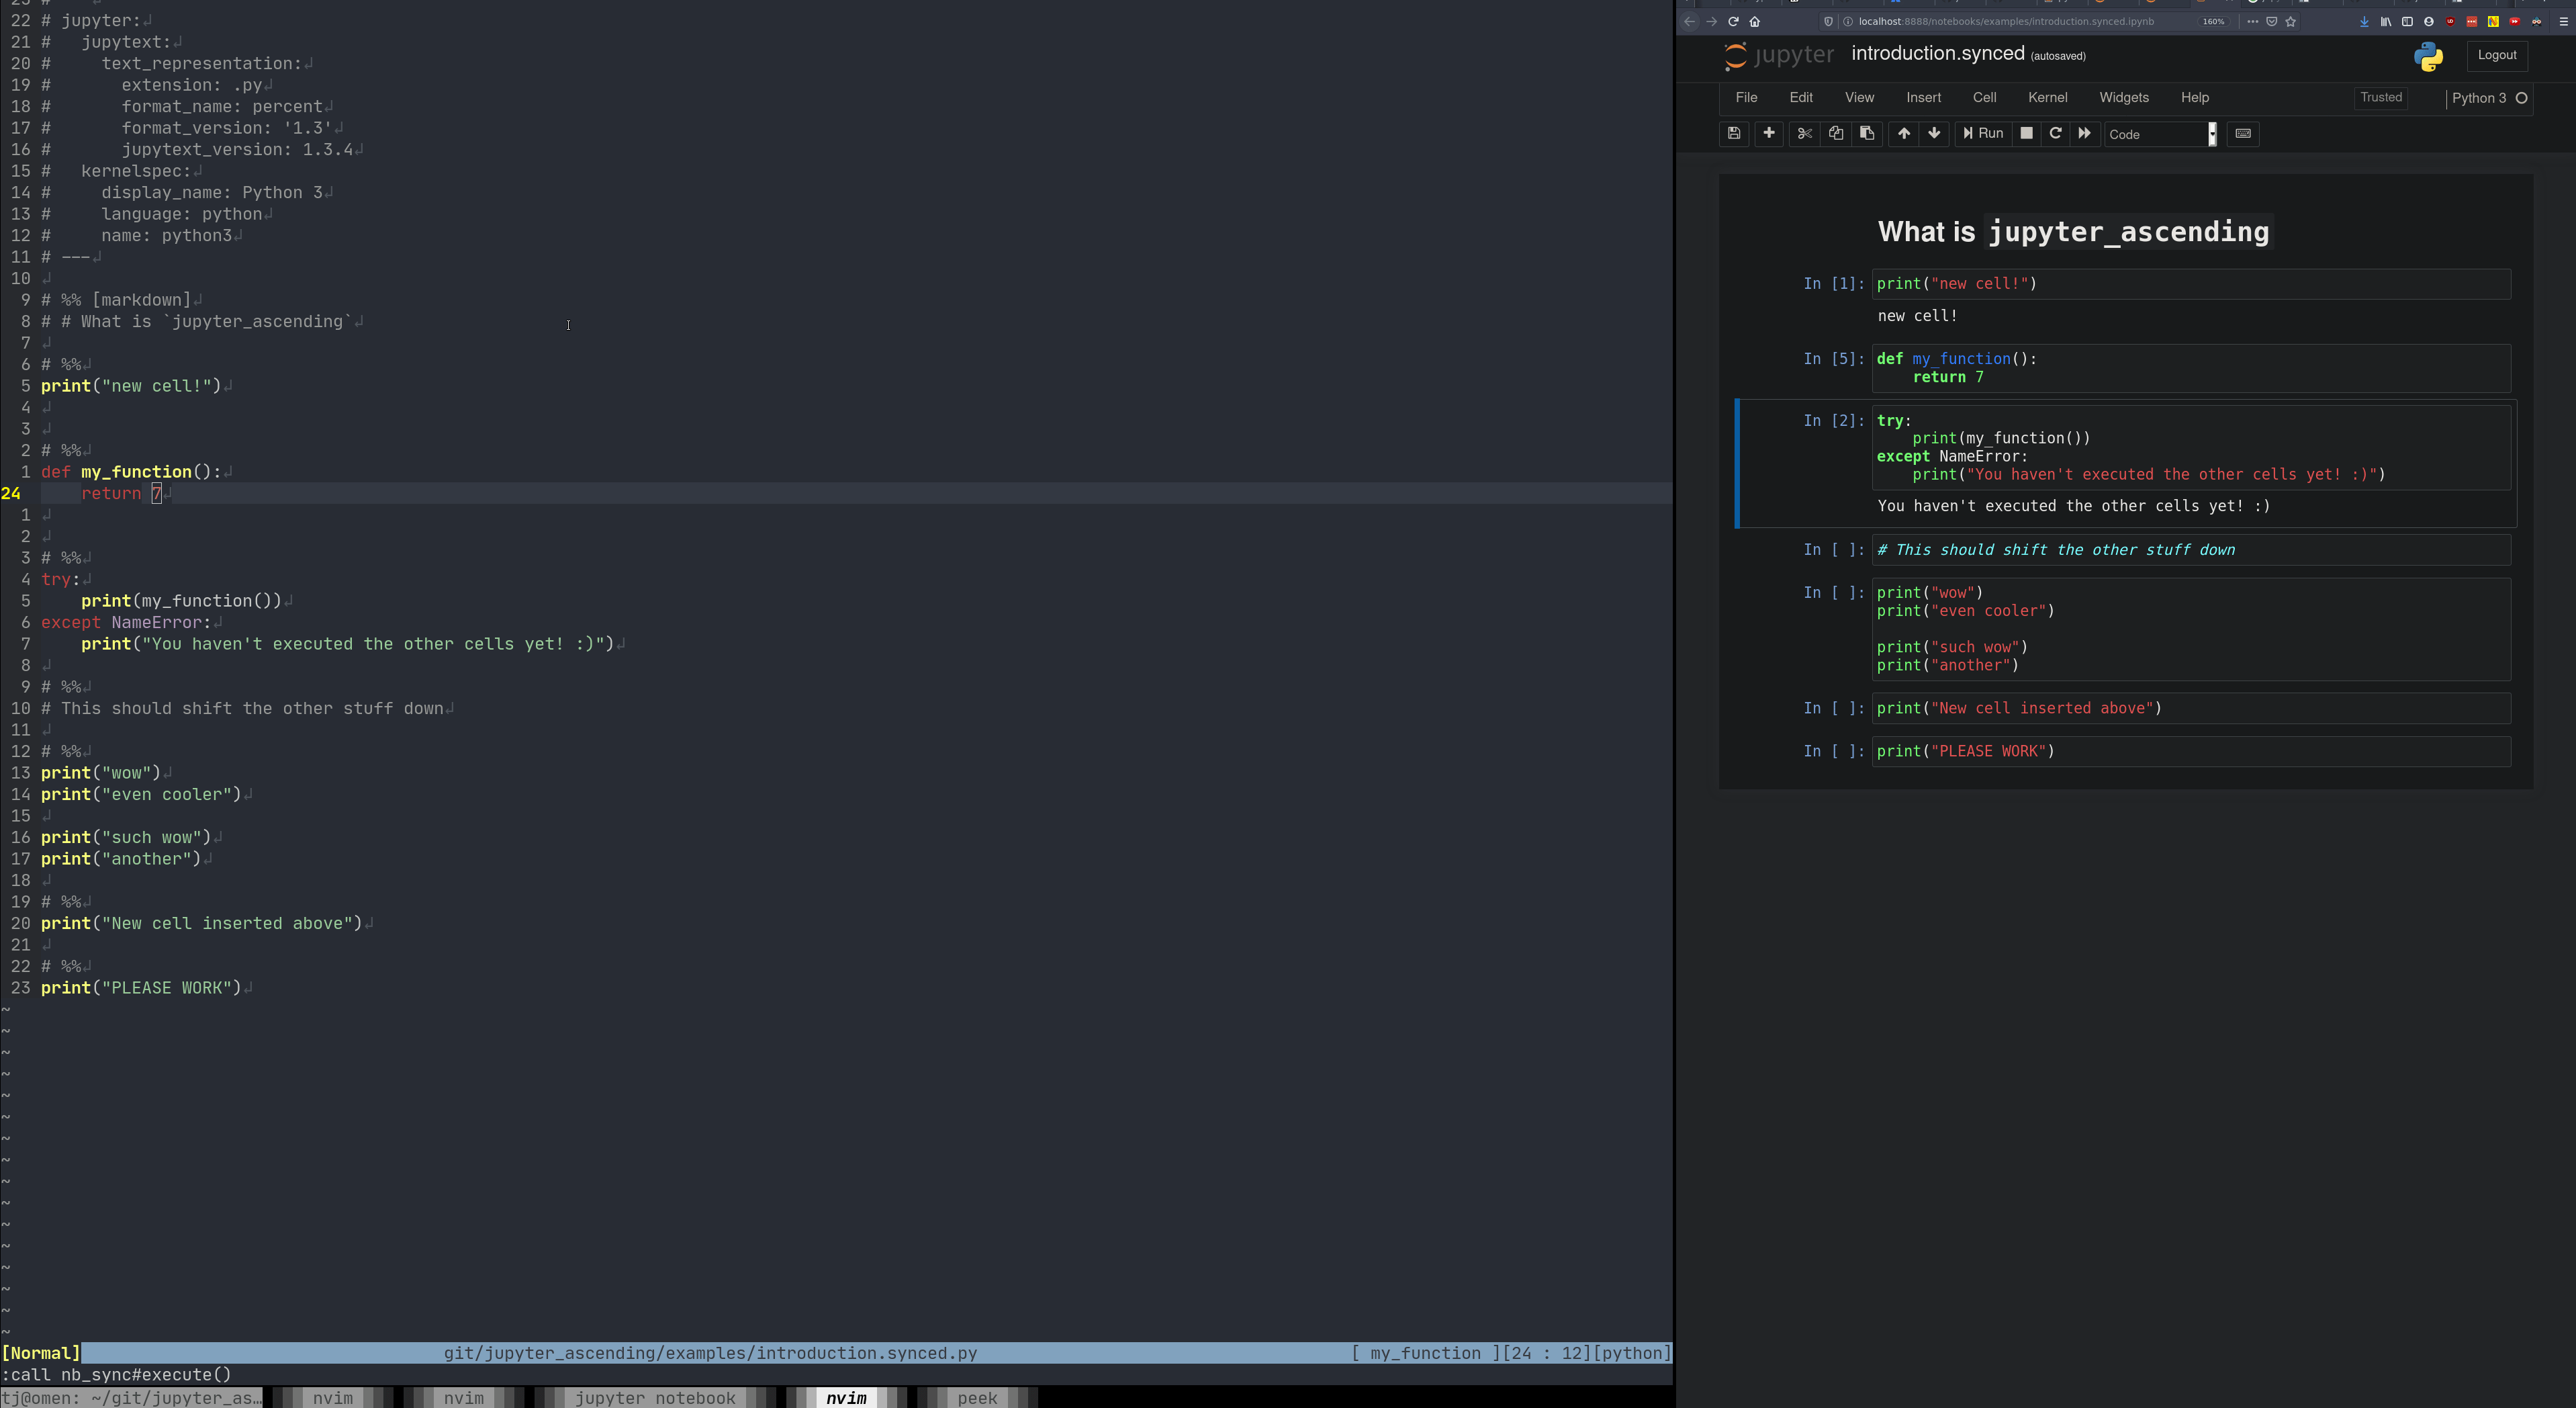 22 # jupyter:
21 #   jupytext:
20 #     text_representation:
19 #       extension: .py
18 #       format_name: percent
17 #       format_version: '1.3'
16 #       jupytext_version: 1.3.4
15 #   kernelspec:
14 #     display_name: Python 3
13 #     language: python
12 #     name: python3
11 # ---
10
9 # %% [markdown]
8 # # What is `jupyter_ascending`
7
6 # %%
5 print("new cell!")
4
3
2 # %%
1 def my_function():
24     return 7
1
2
3 # %%
4 try:
5     print(my_function())
6 except NameError:
7     print("You haven't executed the other cells yet! :)")
8
9 # %%
10 # This should shift the other stuff down
11
12 # %%
13 print("wow")
14 print("even cooler")
15
16 print("such wow")
17 print("another")
18
19 # %%
20 print("New cell inserted above")
21
22 # %%
23 print("PLEASE WORK")
[Normal] git/jupyter_ascending/examples/introduction.synced.py [ my_function ][24 : 12][python]
:call nb_sync#execute()
tj@omen: ~/git/jupyter_as… nvim nvim jupyter notebook nvim peek
localhost:8888/notebooks/examples/introduction.synced.ipynb 160%
jupyter introduction.synced (autosaved) Logout
File Edit View Insert Cell Kernel Widgets Help Trusted Python 3
Run Code
What is jupyter_ascending
In [1]: print("new cell!")
new cell!
In [5]: def my_function():
    return 7
In [2]: try:
    print(my_function())
except NameError:
    print("You haven't executed the other cells yet! :)")
You haven't executed the other cells yet! :)
In [ ]: # This should shift the other stuff down
In [ ]: print("wow")
print("even cooler")
print("such wow")
print("another")
In [ ]: print("New cell inserted above")
In [ ]: print("PLEASE WORK")